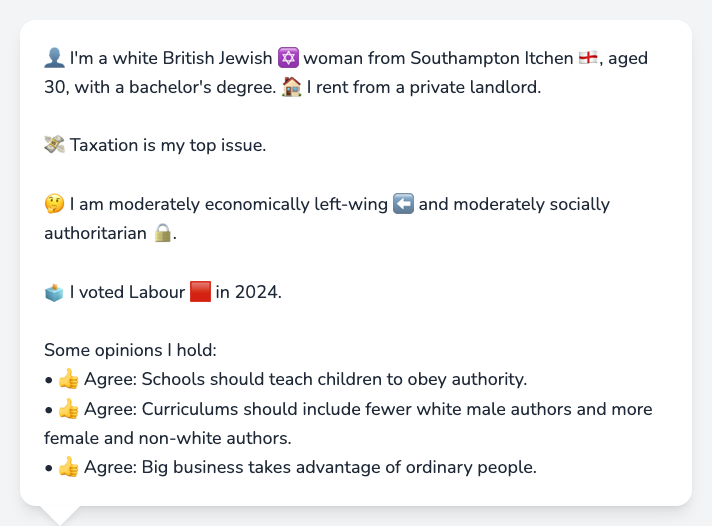 👤 I'm a white British Jewish ✡️ woman from Southampton Itchen 🏴󠁧󠁢󠁥󠁮󠁧󠁿, aged
30, with a bachelor's degree. 🏠 I rent from a private landlord.
💸 Taxation is my top issue.
🤔 I am moderately economically left-wing ⬅️ and moderately socially
authoritarian 🔒.
🗳️ I voted Labour 🟥 in 2024.
Some opinions I hold:
• 👍 Agree: Schools should teach children to obey authority.
• 👍 Agree: Curriculums should include fewer white male authors and more
female and non-white authors.
• 👍 Agree: Big business takes advantage of ordinary people.